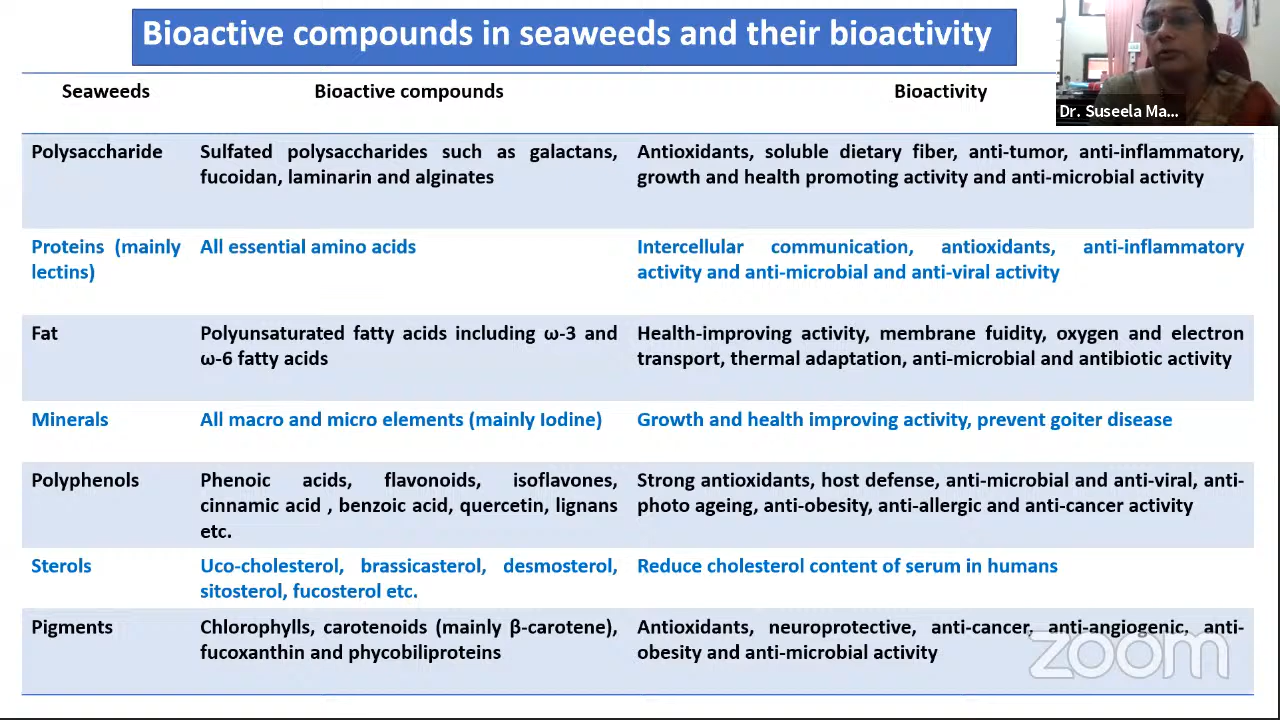 Bioactive compounds in seaweeds and their bioactivity
Dr. Suseela Ma...
Seaweeds Bioactive compounds Bioactivity
Polysaccharide Sulfated polysaccharides such as galactans, Antioxidants, soluble dietary fiber, anti-tumor, anti-inflammatory,
fucoidan, laminarin and alginates growth and health promoting activity and anti-microbial activity
Proteins (mainly All essential amino acids Intercellular communication, antioxidants, anti-inflammatory
lectins) activity and anti-microbial and anti-viral activity
Fat Polyunsaturated fatty acids including ω-3 and Health-improving activity, membrane fuidity, oxygen and electron
ω-6 fatty acids transport, thermal adaptation, anti-microbial and antibiotic activity
Minerals All macro and micro elements (mainly Iodine) Growth and health improving activity, prevent goiter disease
Polyphenols Phenoic acids, flavonoids, isoflavones, Strong antioxidants, host defense, anti-microbial and anti-viral, anti-
cinnamic acid , benzoic acid, quercetin, lignans photo ageing, anti-obesity, anti-allergic and anti-cancer activity
etc.
Sterols Uco-cholesterol, brassicasterol, desmosterol, Reduce cholesterol content of serum in humans
sitosterol, fucosterol etc.
Pigments Chlorophylls, carotenoids (mainly β-carotene), Antioxidants, neuroprotective, anti-cancer, anti-angiogenic, anti-
fucoxanthin and phycobiliproteins obesity and anti-microbial activity
zoom